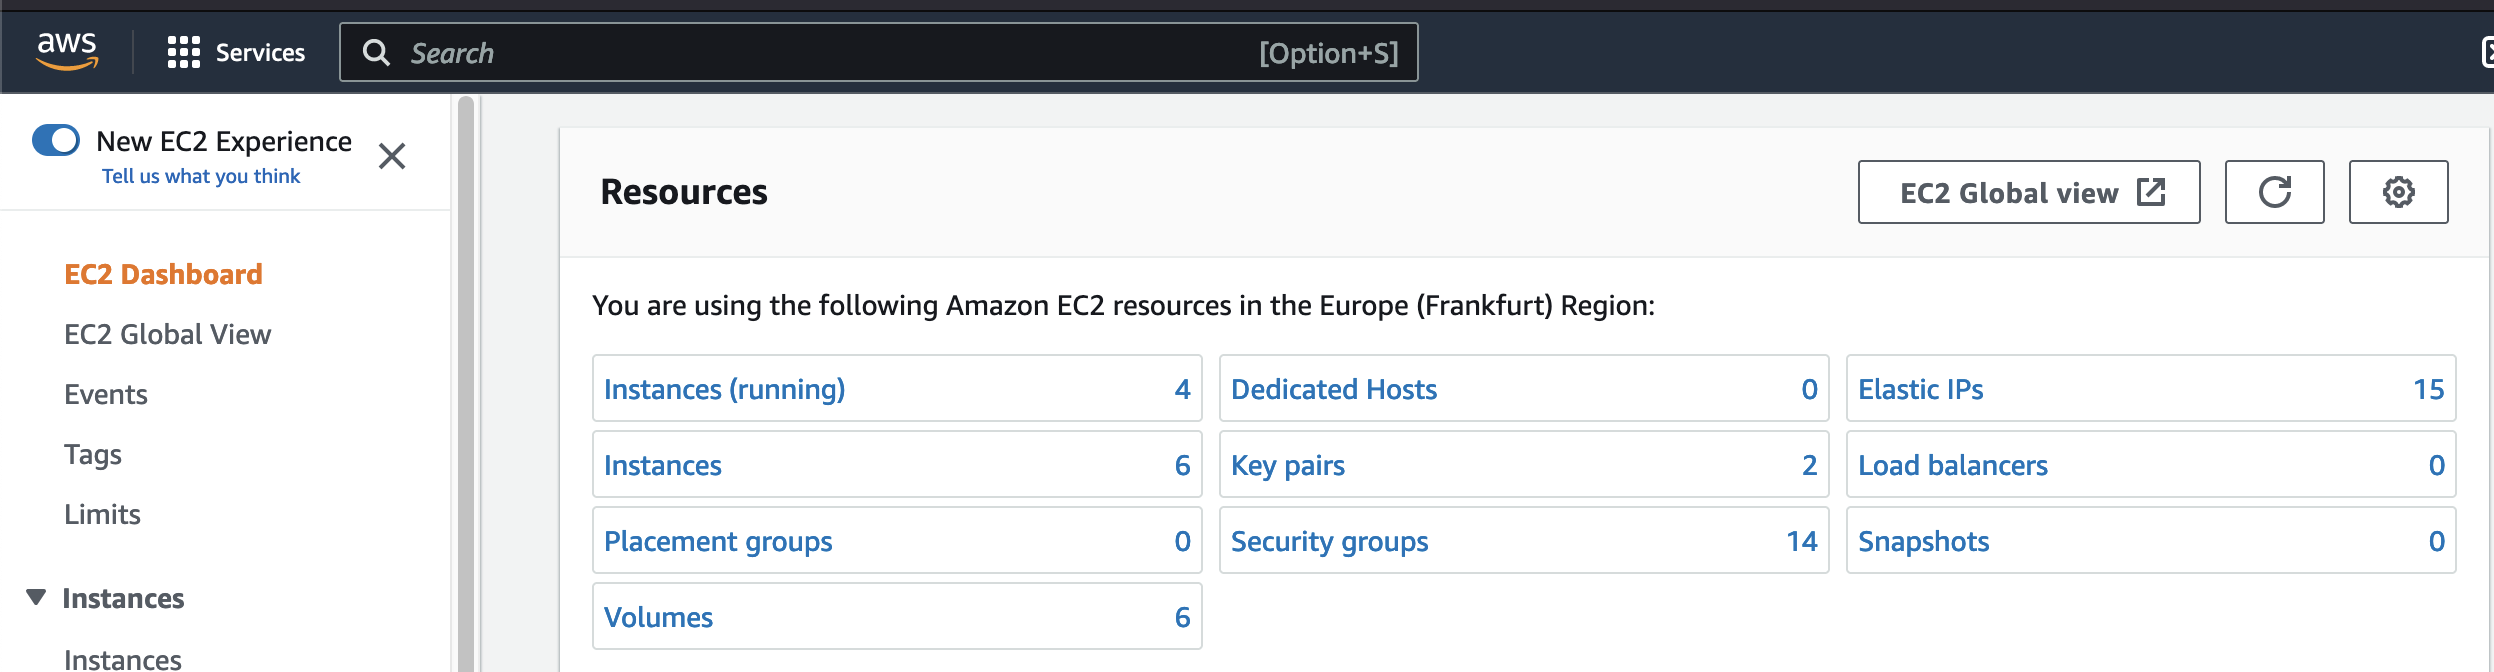 aws
Services
Search
[Option+S]
New EC2 Experience
Tell us what you think
EC2 Dashboard
EC2 Global View
Events
Tags
Limits
Instances
Instances
Resources
EC2 Global view
You are using the following Amazon EC2 resources in the Europe (Frankfurt) Region:
Instances (running) 4
Dedicated Hosts 0
Elastic IPs 15
Instances 6
Key pairs 2
Load balancers 0
Placement groups 0
Security groups 14
Snapshots 0
Volumes 6